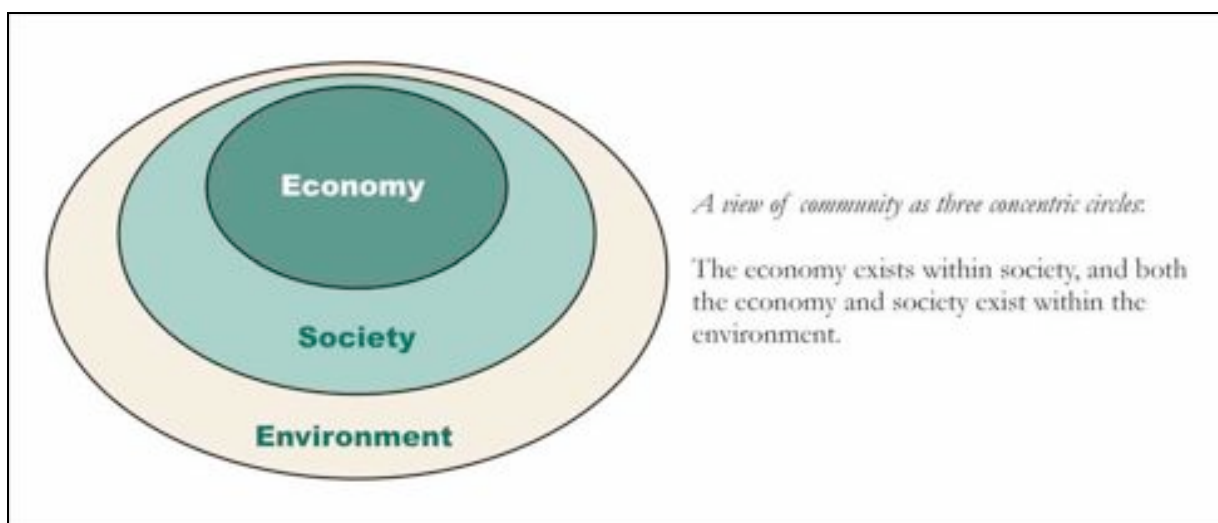 Economy
Society
Environment
A view of community as three concentric circles:
The economy exists within society, and both
the economy and society exist within the
environment.